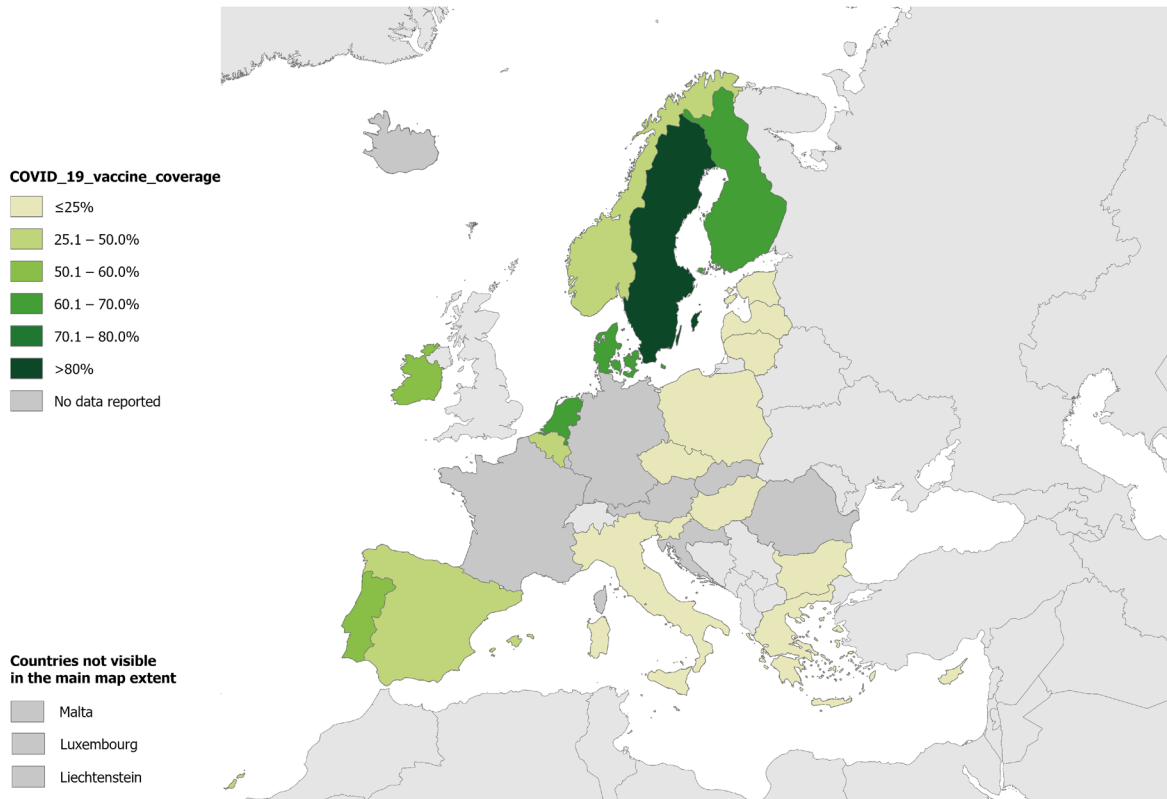 COVID_19_vaccine_coverage
≤25%
25.1 – 50.0%
50.1 – 60.0%
60.1 – 70.0%
70.1 – 80.0%
>80%
No data reported
Countries not visible
in the main map extent
Malta
Luxembourg
Liechtenstein